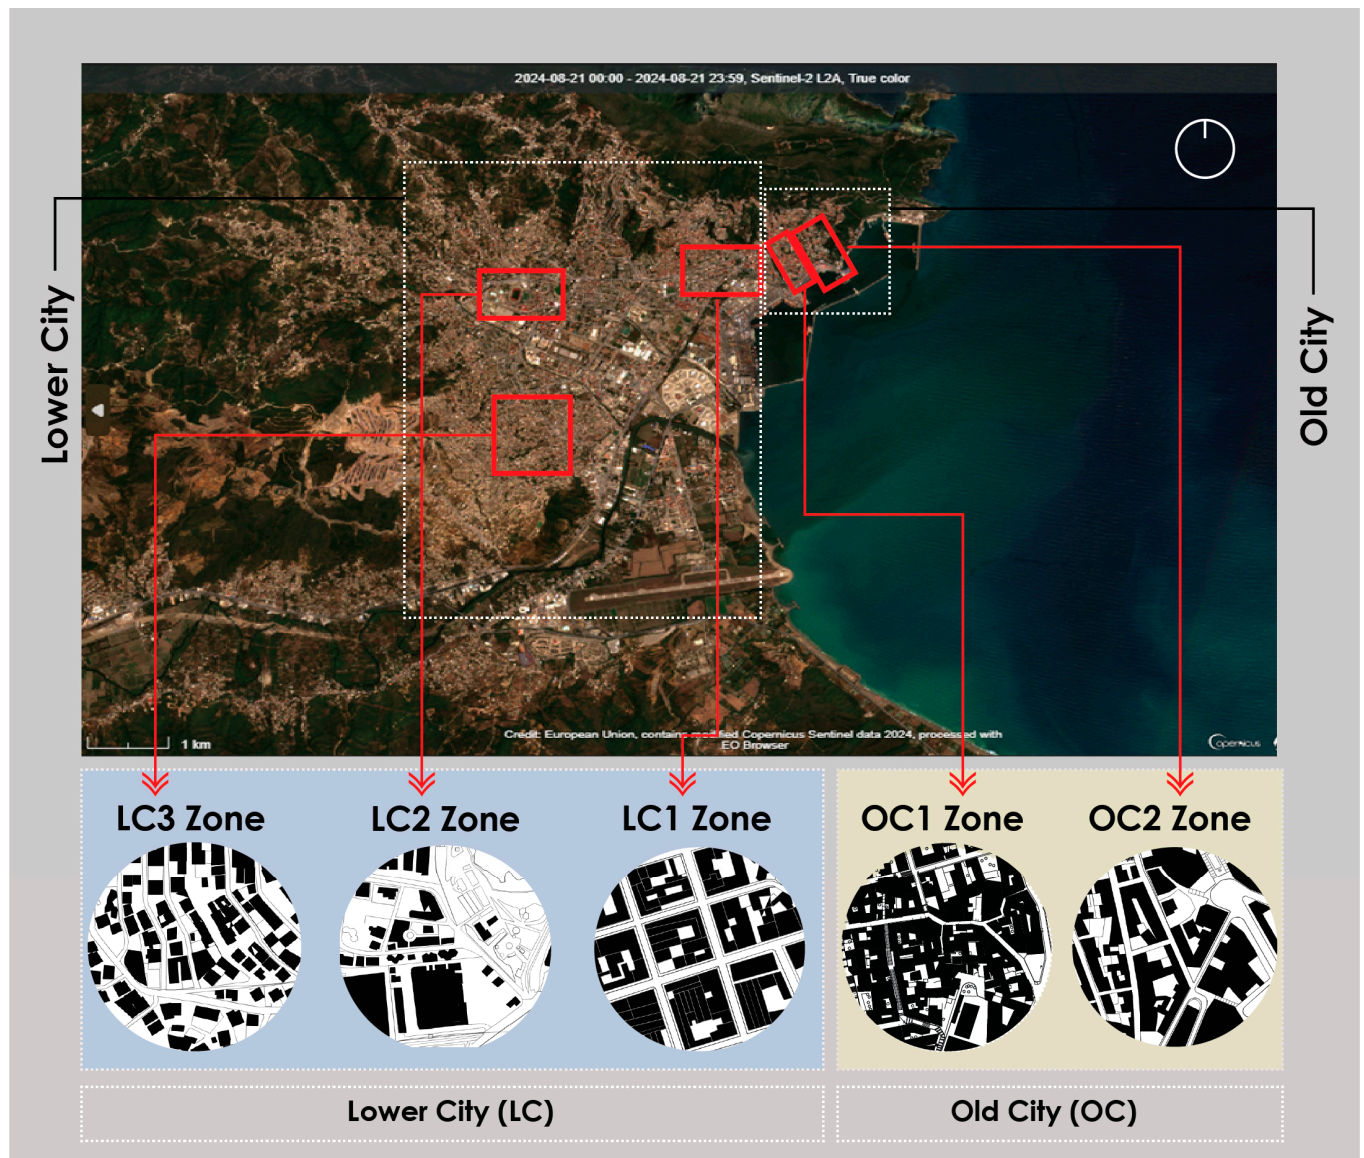 2024-08-21 00:00 - 2024-08-21 23:59, Sentinel-2 L2A, True color
Lower City
Old City
1 km
Credit: European Union, contains modified Copernicus Sentinel data 2024, processed with
EO Browser
opernicus
LC3 Zone
LC2 Zone
LC1 Zone
OC1 Zone
OC2 Zone
Lower City (LC)
Old City (OC)